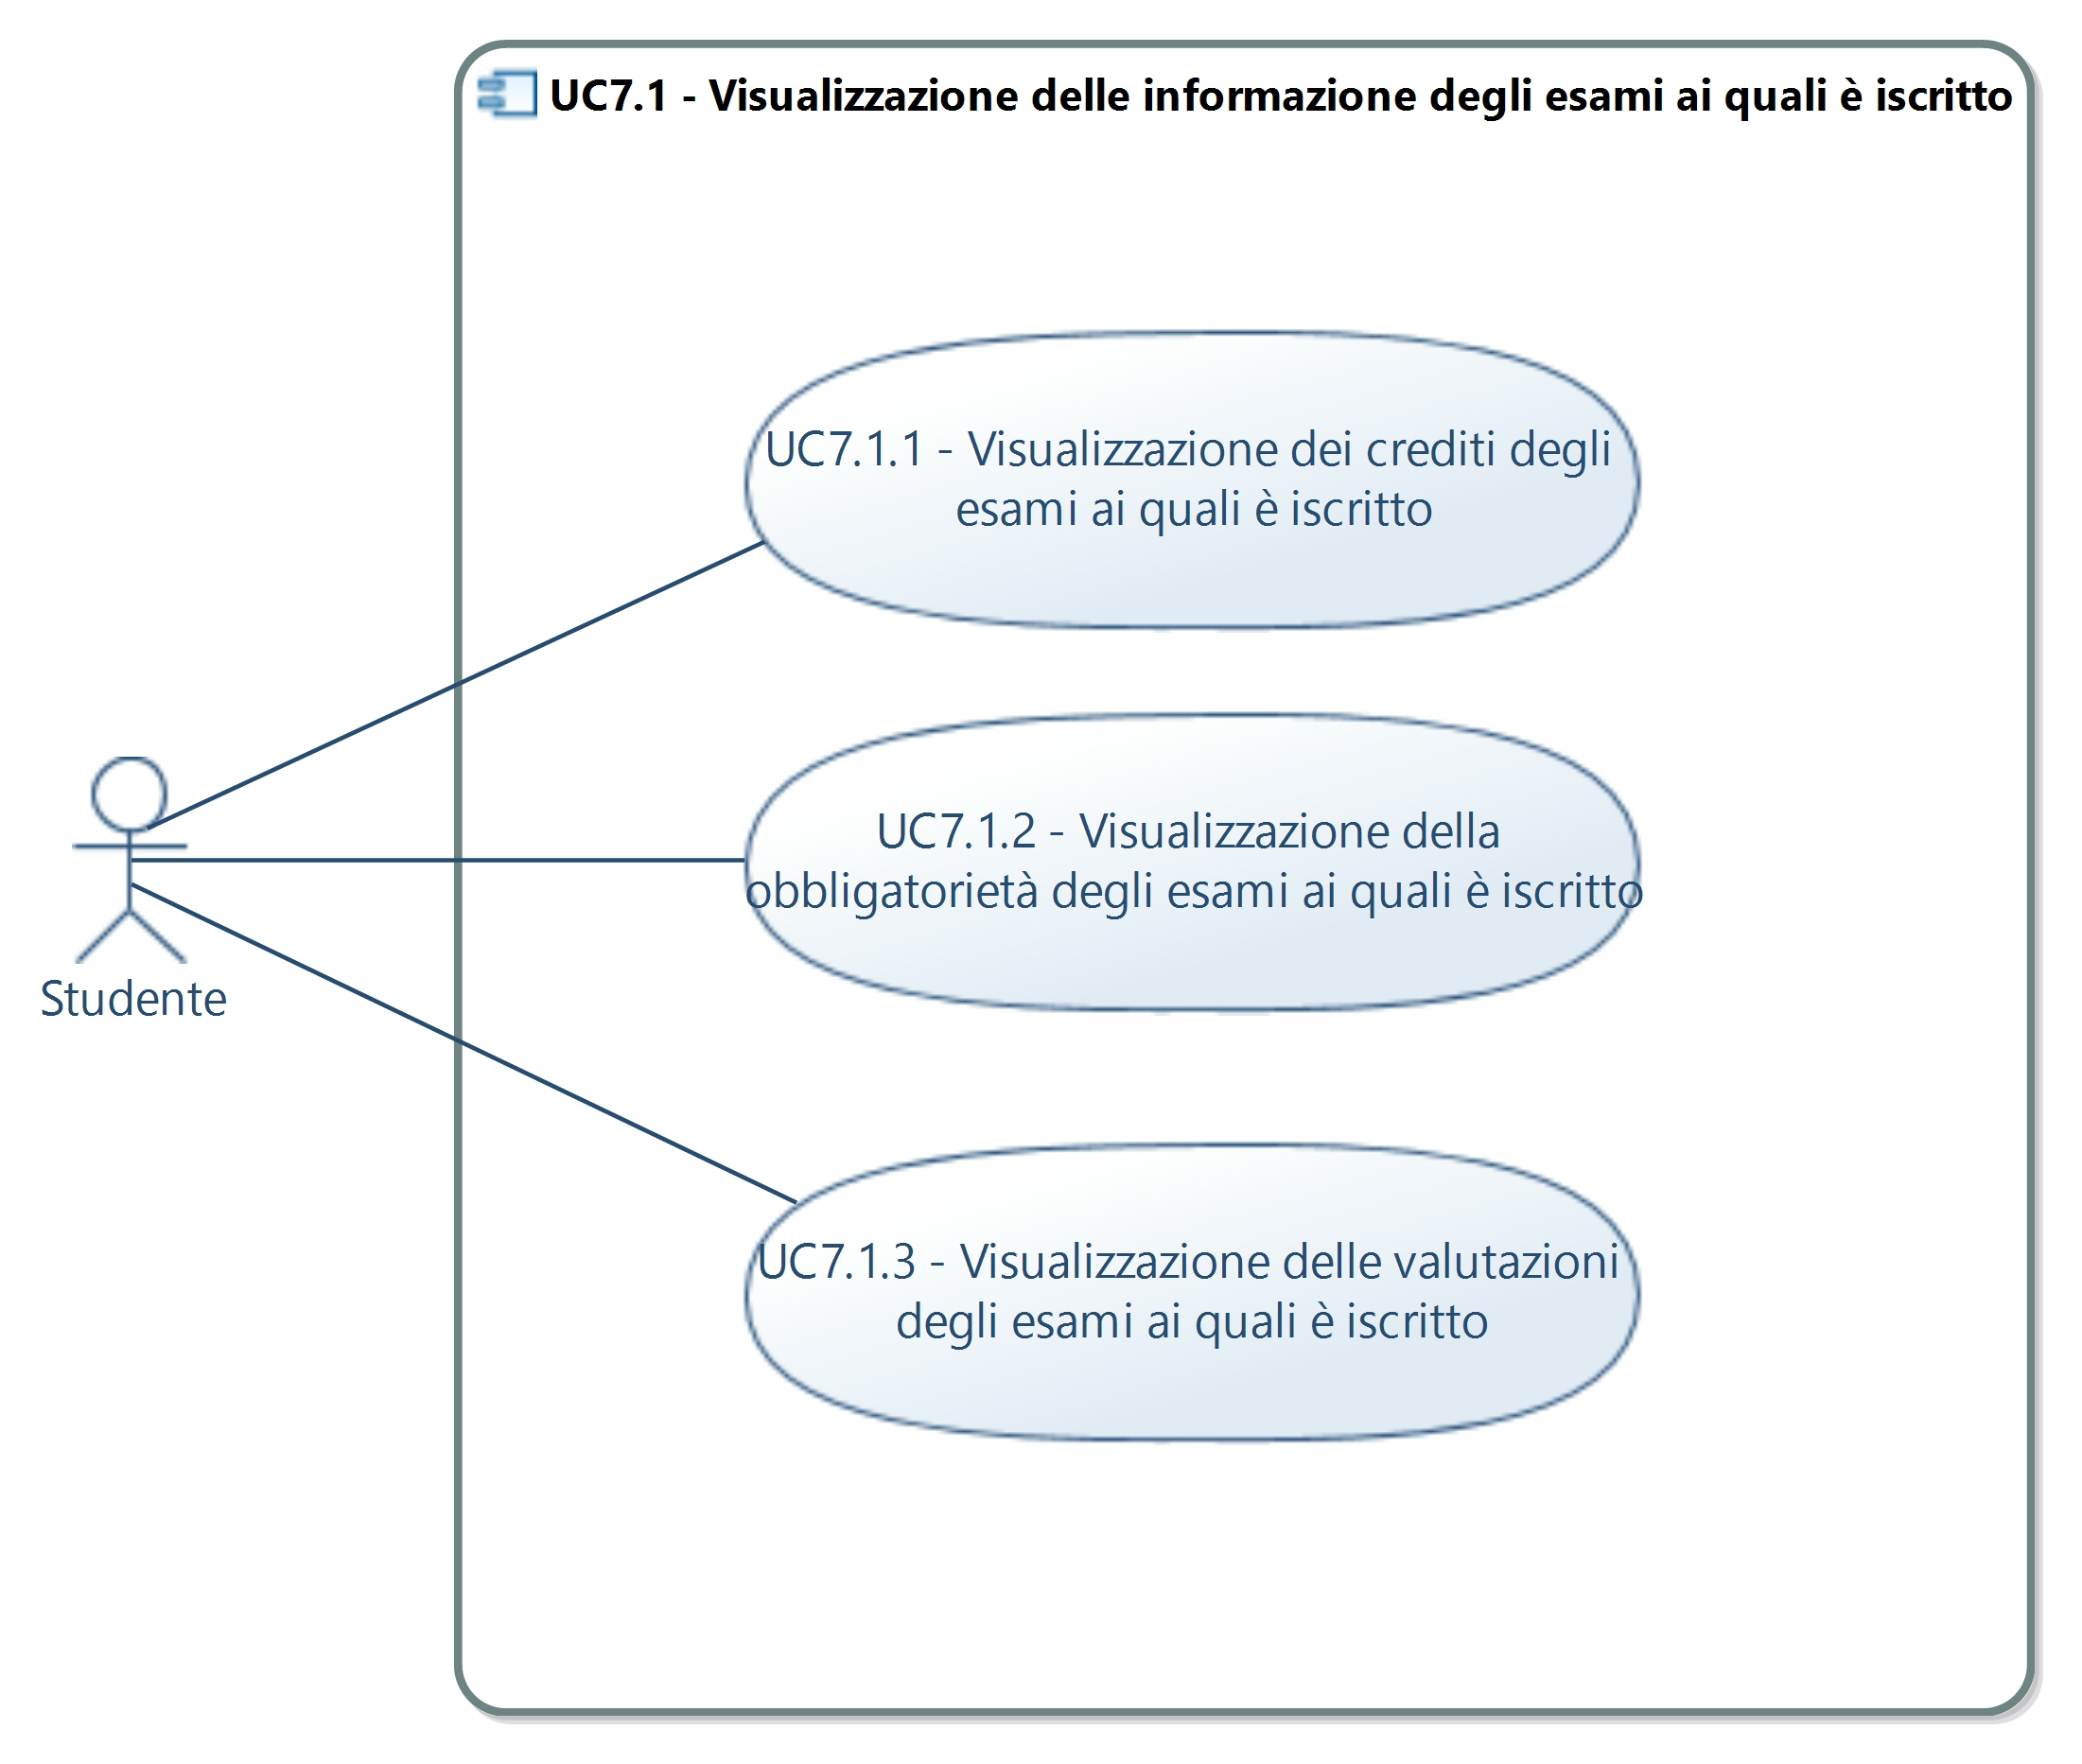 UC7.1 - Visualizzazione delle informazione degli esami ai quali è iscritto
UC7.1.1 - Visualizzazione dei crediti degli
esami ai quali è iscritto
UC7.1.2 - Visualizzazione della
obbligatorietà degli esami ai quali è iscritto
Studente
UC7.1.3 - Visualizzazione delle valutazioni
degli esami ai quali è iscritto